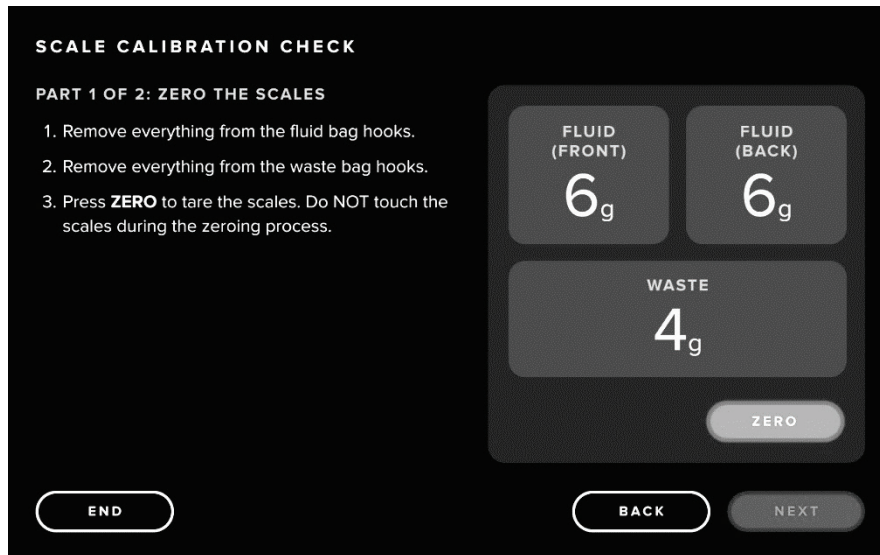 SCALE CALIBRATION CHECK
PART 1 OF 2: ZERO THE SCALES
1. Remove everything from the fluid bag hooks.
2. Remove everything from the waste bag hooks.
3. Press ZERO to tare the scales. Do NOT touch the
scales during the zeroing process.
FLUID
(FRONT)
6g
FLUID
(BACK)
6g
WASTE
4g
ZERO
END
BACK
NEXT